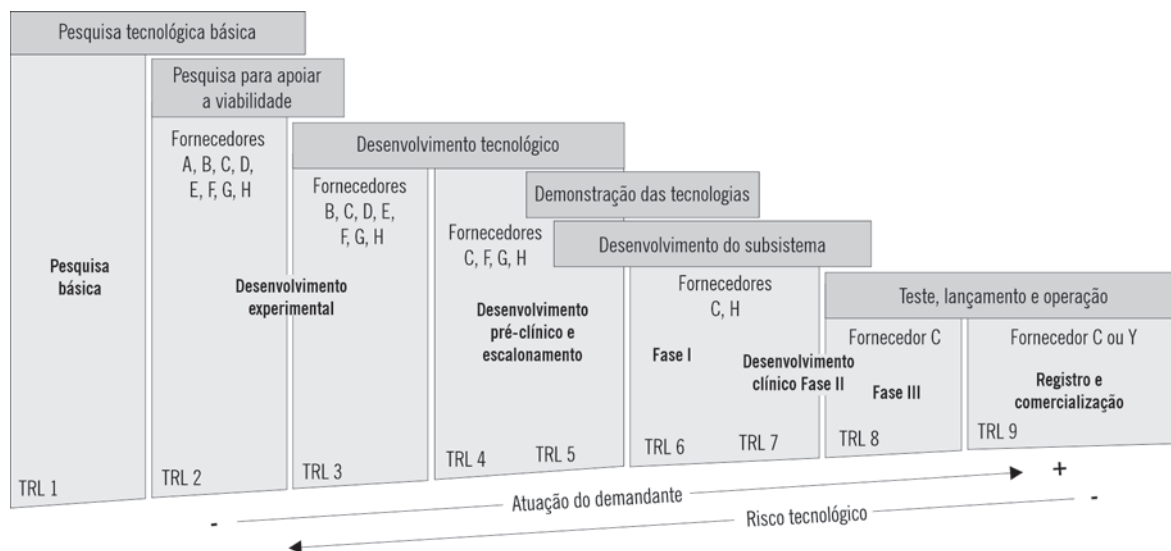 Pesquisa tecnológica básica
Pesquisa para apoiar
a viabilidade
Desenvolvimento tecnológico
Demonstração das tecnologias
Desenvolvimento do subsistema
Teste, lançamento e operação
Pesquisa
básica
TRL 1
Fornecedores
A, B, C, D,
E, F, G, H
TRL 2
Desenvolvimento
experimental
Fornecedores
B, C, D, E,
F, G, H
TRL 3
Fornecedores
C, F, G, H
Desenvolvimento
pré-clínico e
escalonamento
TRL 4
TRL 5
Fornecedores
C, H
Fase I
Desenvolvimento
clínico Fase II
TRL 6
TRL 7
Fornecedor C
Fase III
TRL 8
Fornecedor C ou Y
Registro e
comercialização
TRL 9
- Atuação do demandante +
Risco tecnológico -